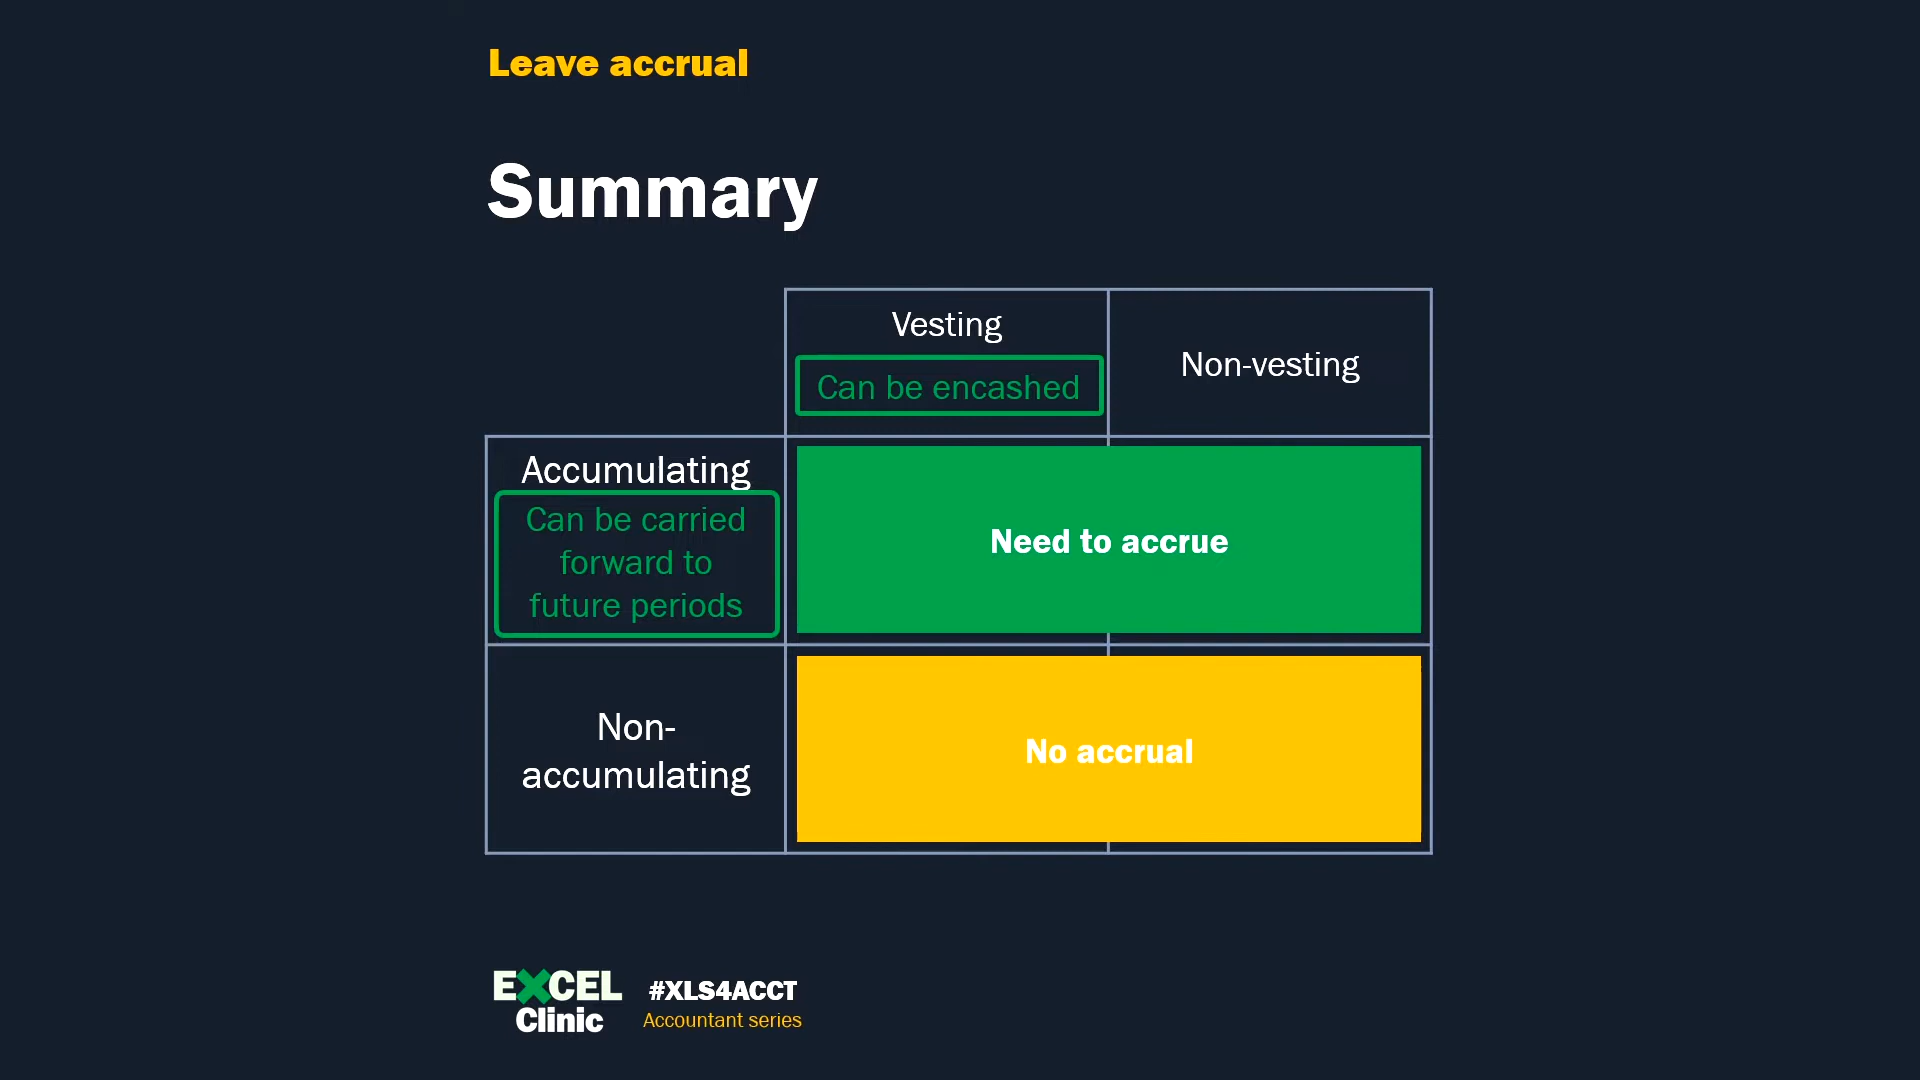 Leave accrual
Summary
Vesting
Can be encashed
Non-vesting
Accumulating
Can be carried
forward to
future periods
Need to accrue
Non-
accumulating
No accrual
EXCEL
Clinic
#XLS4ACCT
Accountant series